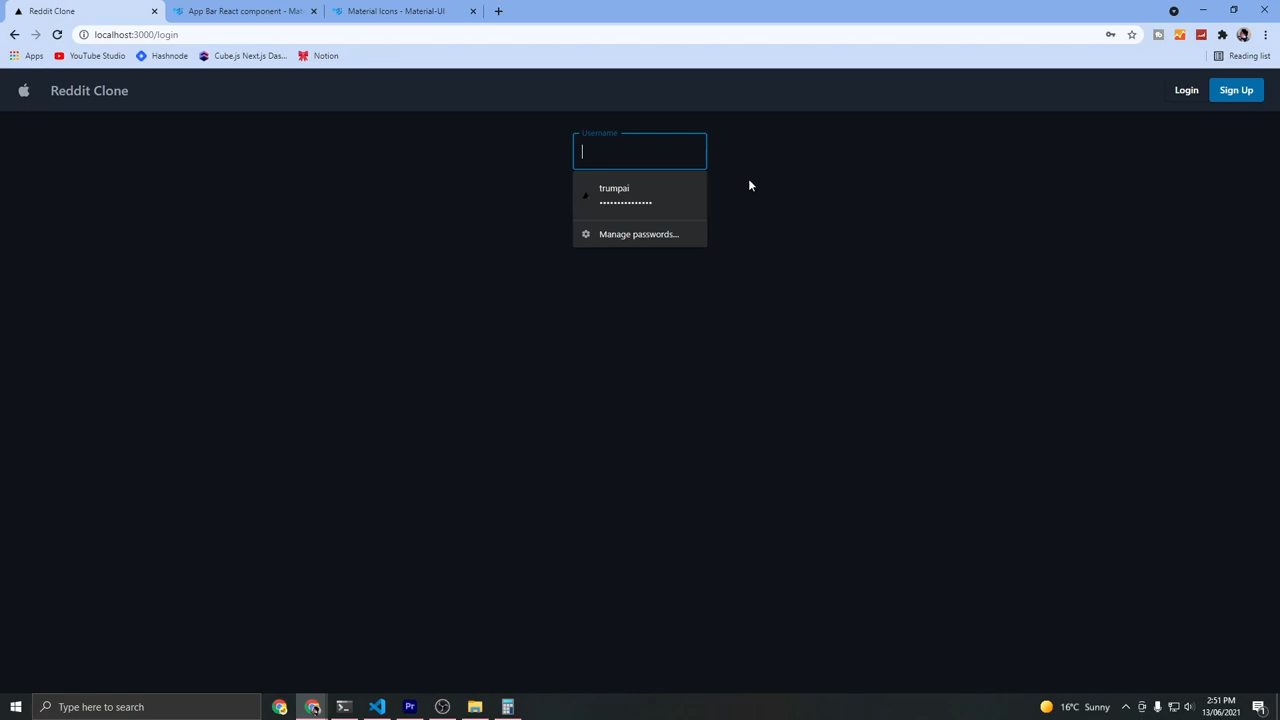 Reddit Clone
App Bar React component - Mat
Material Icons - Material-UI
localhost:3000/login
Apps
YouTube Studio
Hashnode
Cube.js Next.js Das...
Notion
Reading list
Reddit Clone
Login
Sign Up
Username
trumpai
•••••••••••••••
Manage passwords...
Type here to search
Pr
16°C Sunny
2:51 PM
13/06/2021